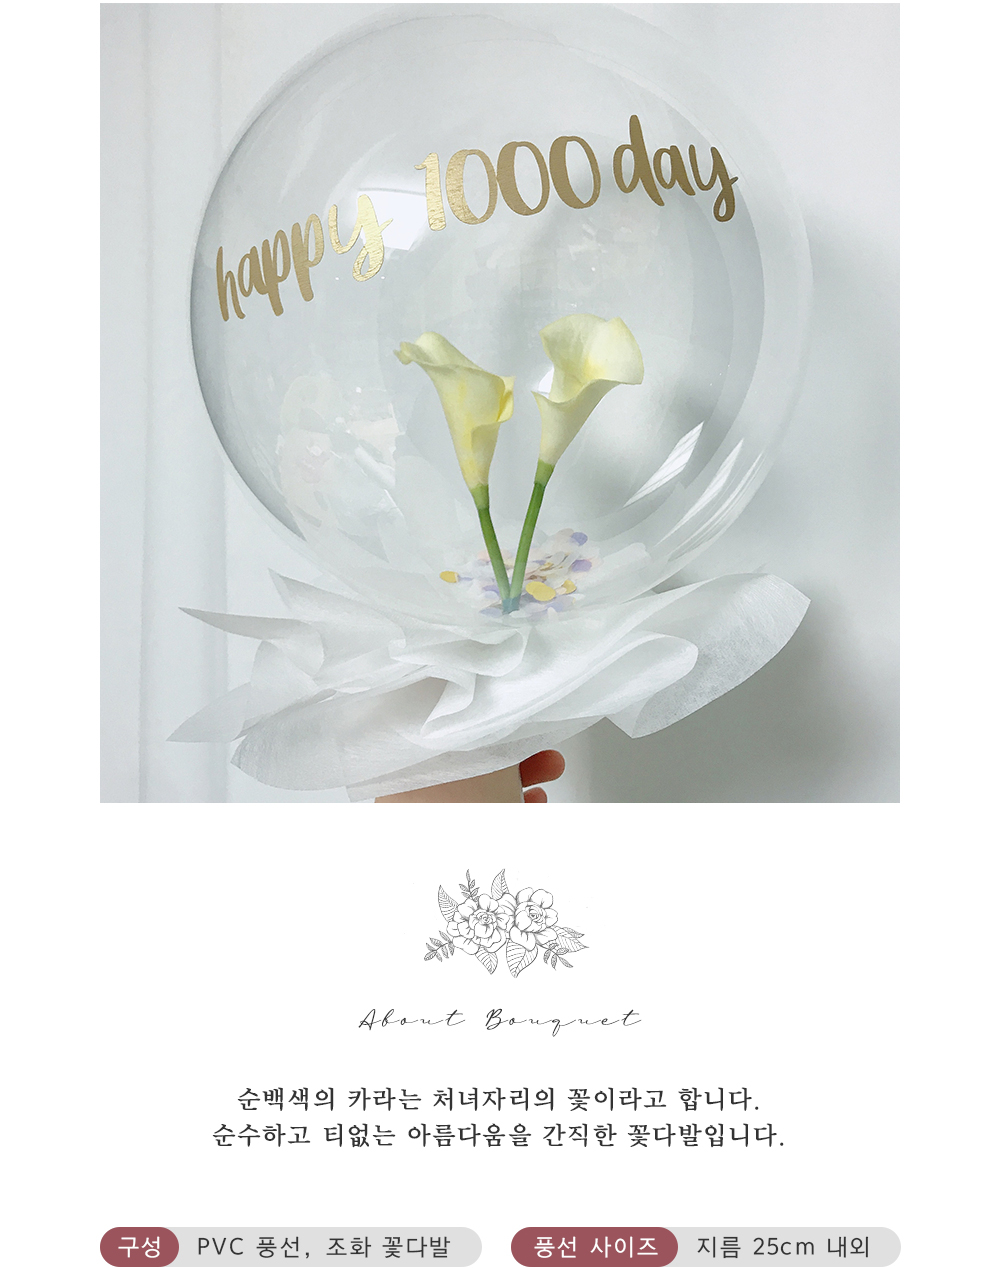 happy 1000 day
About Bouquet
순백색의 카라는 처녀자리의 꽃이라고 합니다.
순수하고 티없는 아름다움을 간직한 꽃다발입니다.
구성 PVC 풍선, 조화 꽃다발
풍선 사이즈 지름 25cm 내외